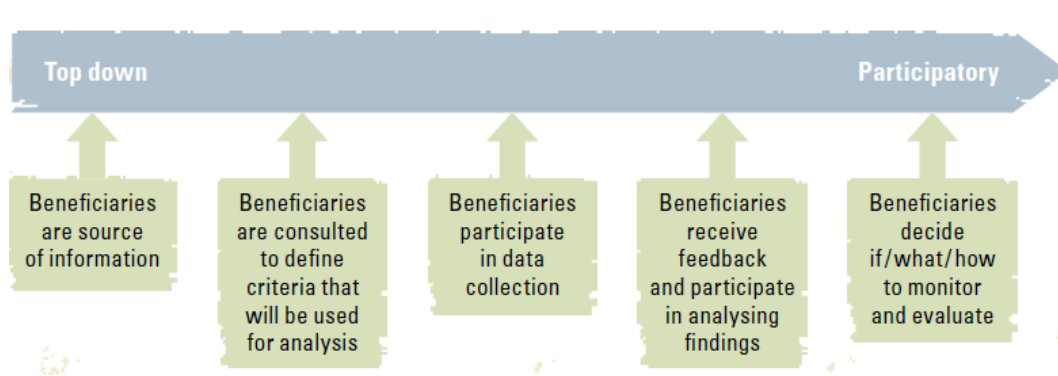 Top down
Participatory
Beneficiaries
are source
of information
Beneficiaries
are consulted
to define
criteria that
will be used
for analysis
Beneficiaries
participate
in data
collection
Beneficiaries
receive
feedback
and participate
in analysing
findings
Beneficiaries
decide
if/what/how
to monitor
and evaluate